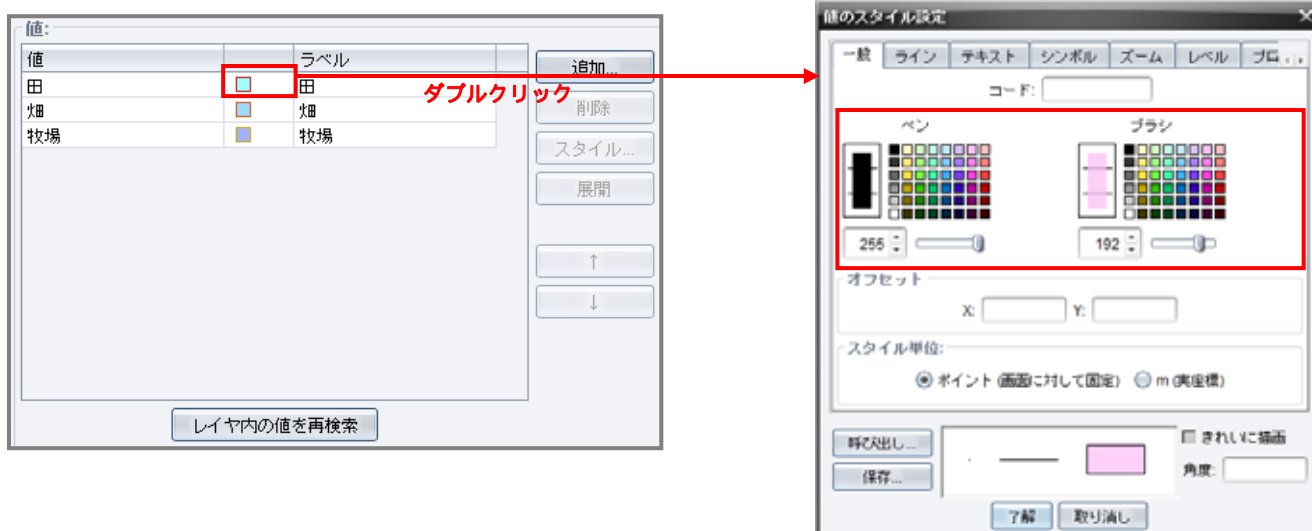 値:
値 ラベル
田 田
畑 畑
牧場 牧場
追加...
削除
スタイル...
展開
↑
↓
レイヤ内の値を再検索
ダブルクリック
値のスタイル設定
一般 ライン テキスト シンボル ズーム レベル
コード:
ペン ブラシ
255 192
オフセット
X: Y:
スタイル単位:
ポイント (画面に対して固定) m (実座標)
呼び出し...
保存...
きれいに描画
角度:
了解 取り消し